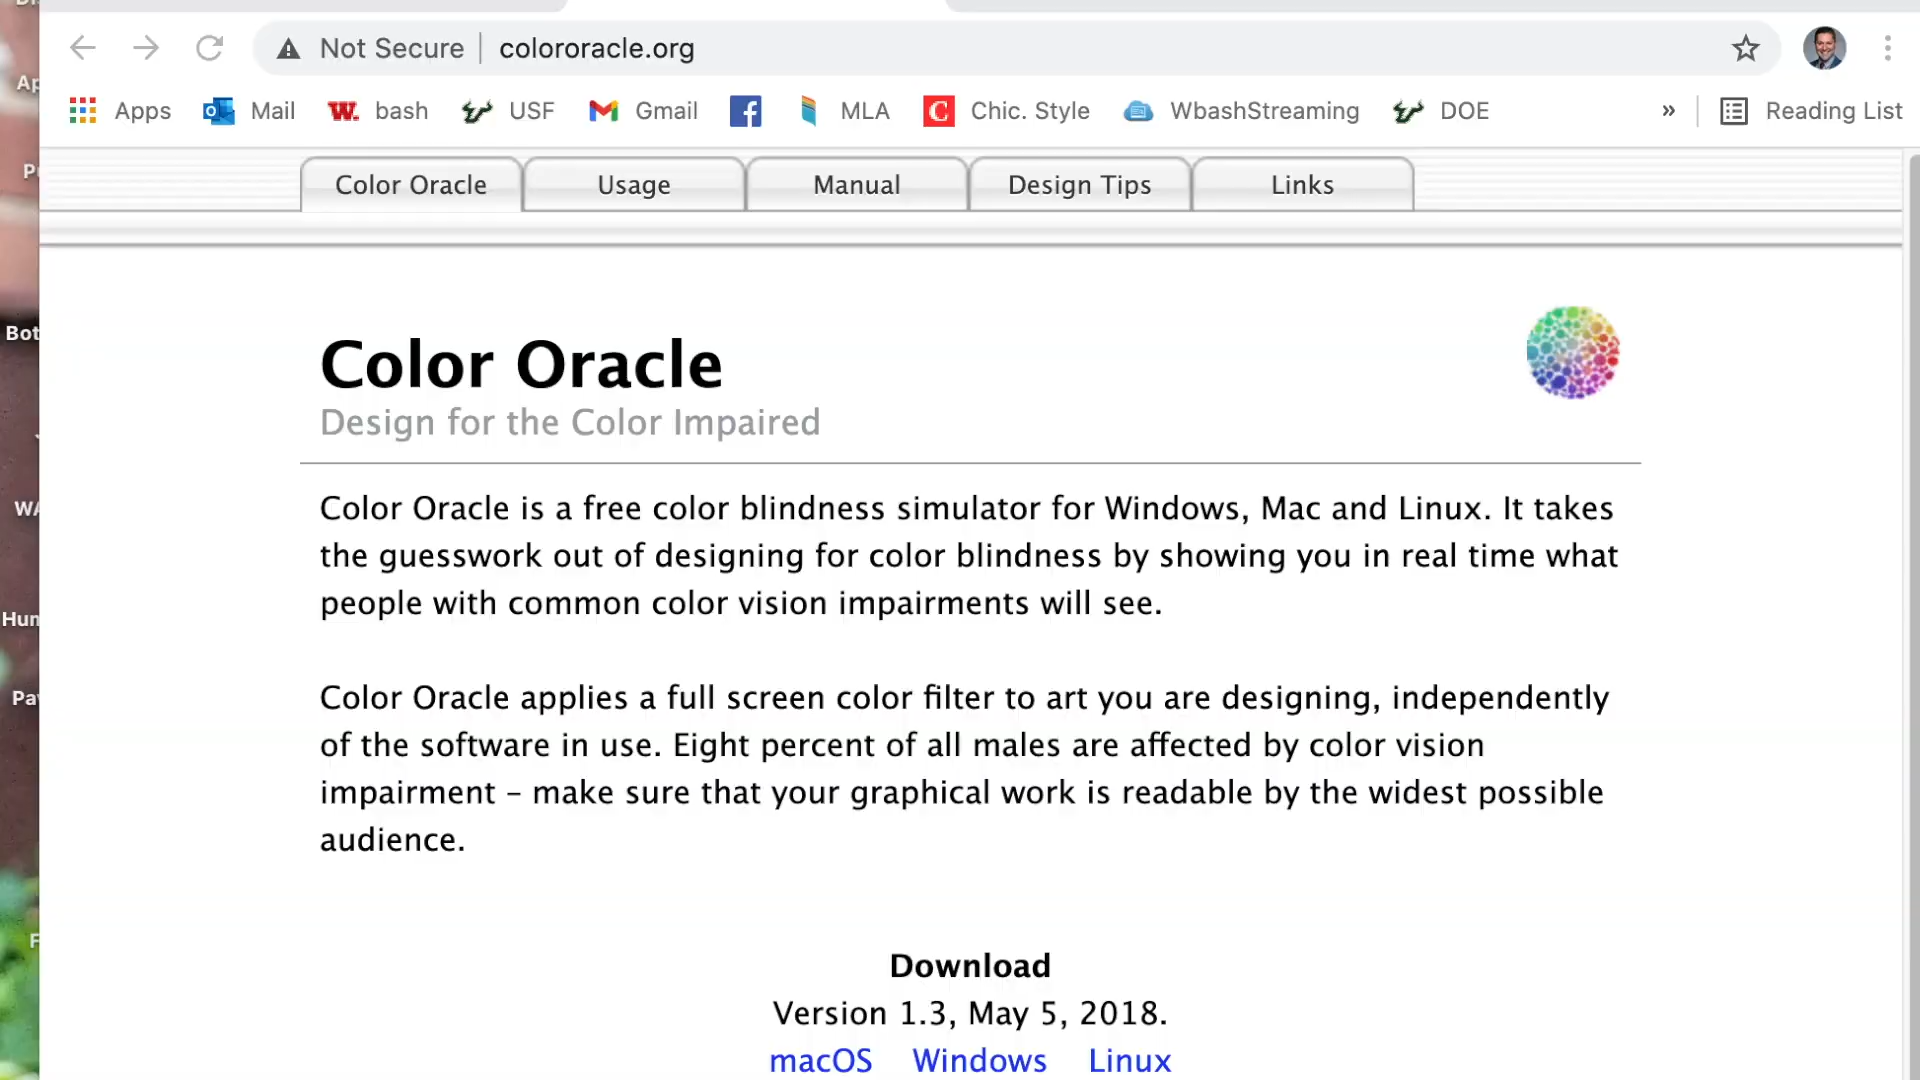 Not Secure colororacle.org
Apps Mail W. bash USF Gmail MLA C Chic. Style WbashStreaming DOE » Reading List
Color Oracle Usage Manual Design Tips Links
Bot
Color Oracle
Design for the Color Impaired
Color Oracle is a free color blindness simulator for Windows, Mac and Linux. It takes
the guesswork out of designing for color blindness by showing you in real time what
people with common color vision impairments will see.
Color Oracle applies a full screen color filter to art you are designing, independently
of the software in use. Eight percent of all males are affected by color vision
impairment – make sure that your graphical work is readable by the widest possible
audience.
Download
Version 1.3, May 5, 2018.
macOS Windows Linux